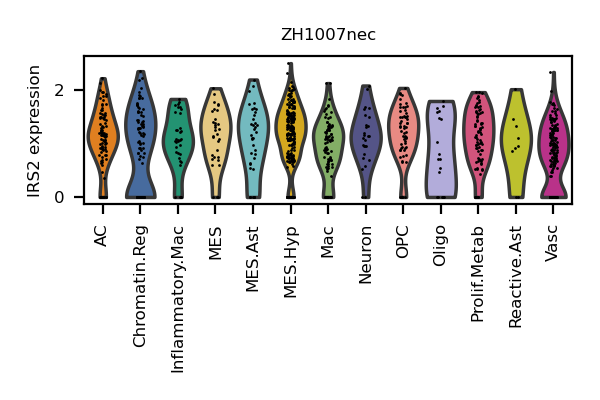 ZH1007nec
IRS2 expression
2
0
AC
Chromatin.Reg
Inflammatory.Mac
MES
MES.Ast
MES.Hyp
Mac
Neuron
OPC
Oligo
Prolif.Metab
Reactive.Ast
Vasc